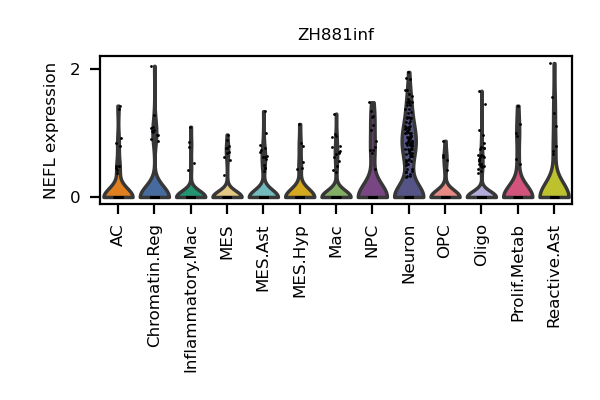 ZH881inf
NEFL expression
2
0
AC
Chromatin.Reg
Inflammatory.Mac
MES
MES.Ast
MES.Hyp
Mac
NPC
Neuron
OPC
Oligo
Prolif.Metab
Reactive.Ast